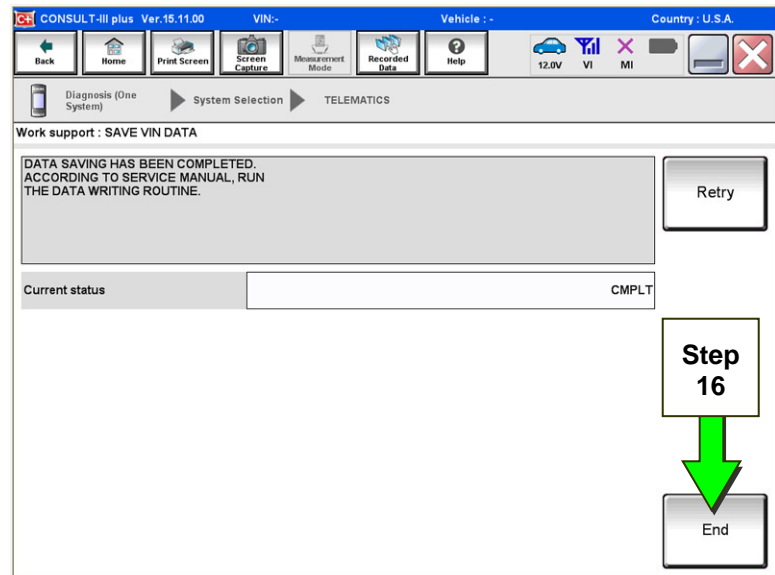 C+ CONSULT-III plus Ver.15.11.00 VIN:- Vehicle : - Country : U.S.A.
Back Home Print Screen Screen Capture Measurement Mode Recorded Data Help 12.0V VI MI
Diagnosis (One System) System Selection TELEMATICS
Work support : SAVE VIN DATA
DATA SAVING HAS BEEN COMPLETED.
ACCORDING TO SERVICE MANUAL, RUN
THE DATA WRITING ROUTINE.
Retry
Current status CMPLT
Step
16
End